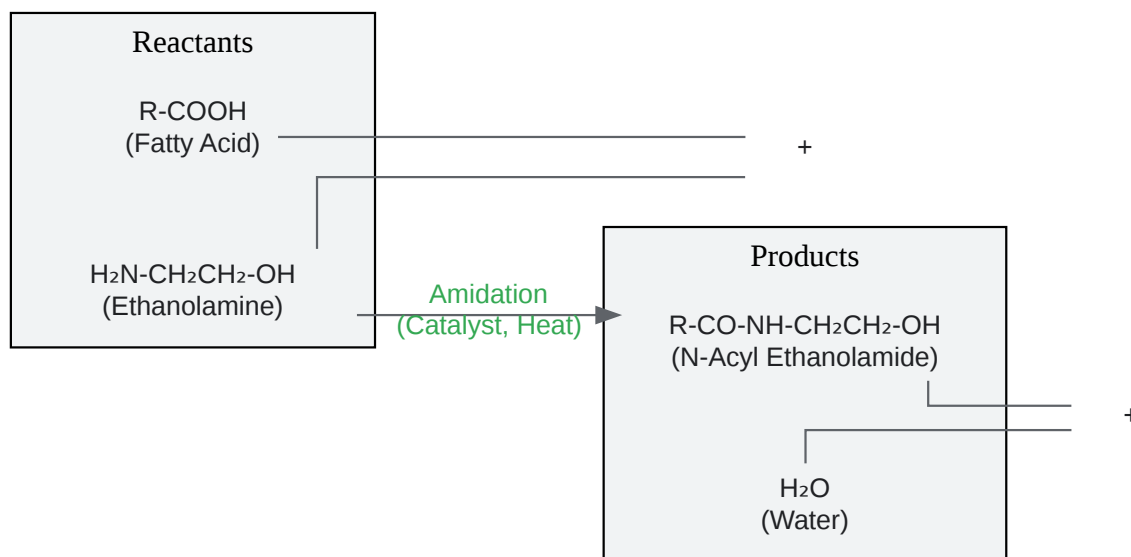 Reactants
R-COOH
(Fatty Acid)
+
H₂N-CH₂CH₂-OH
(Ethanolamine)
Amidation
(Catalyst, Heat)
Products
R-CO-NH-CH₂CH₂-OH
(N-Acyl Ethanolamide)
+
H₂O
(Water)